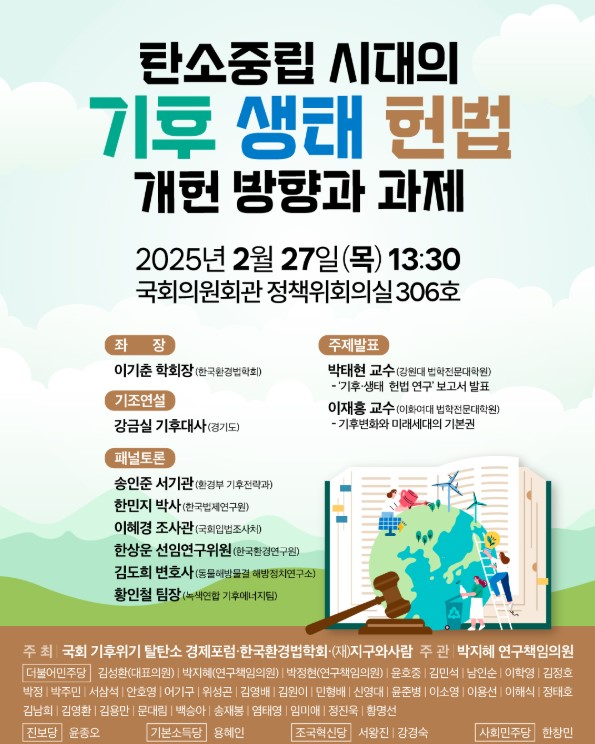 탄소중립 시대의
기후 생태 헌법
개헌 방향과 과제
2025년 2월 27일(목) 13:30
국회의원회관 정책위회의실 306호
좌 장
이기춘 학회장 (한국환경법학회)
기조연설
강금실 기후대사 (경기도)
패널토론
송인준 서기관 (환경부 기후전략과)
한민지 박사 (한국법제연구원)
이혜경 조사관 (국회입법조사처)
한상운 선임연구위원 (한국환경연구원)
김도희 변호사 (동물해방물결 해방정치연구소)
황인철 팀장 (녹색연합 기후에너지팀)
주제발표
박태현 교수 (강원대 법학전문대학원)
- '기후·생태 헌법 연구' 보고서 발표
이재홍 교수 (이화여대 법학전문대학원)
- 기후변화와 미래세대의 기본권
주 최 국회 기후위기 탈탄소 경제포럼·한국환경법학회·(재)지구와사람 주 관 박지혜 연구책임의원
더불어민주당 김성환(대표의원) | 박지혜(연구책임의원) | 박정현(연구책임의원) | 윤호중 | 김민석 | 남인순 | 이학영 | 김정호
박정 | 박주민 | 서삼석 | 안호영 | 어기구 | 위성곤 | 김영배 | 김원이 | 민형배 | 신영대 | 윤준병 | 이소영 | 이용선 | 이해식 | 정태호
김남희 | 김영환 | 김용만 | 문대림 | 백승아 | 송재봉 | 염태영 | 임미애 | 정진욱 | 황명선
진보당 윤종오 기본소득당 용혜인 조국혁신당 서왕진 | 강경숙 사회민주당 한창민